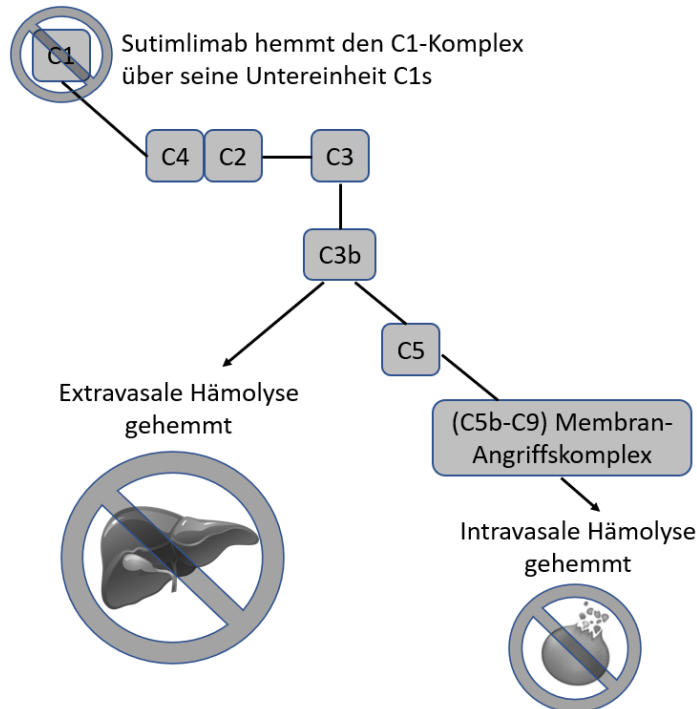 C1
Sutimlimab hemmt den C1-Komplex
über seine Untereinheit C1s
C4
C2
C3
C3b
C5
Extravasale Hämolyse
gehemmt
(C5b-C9) Membran-
Angriffskomplex
Intravasale Hämolyse
gehemmt